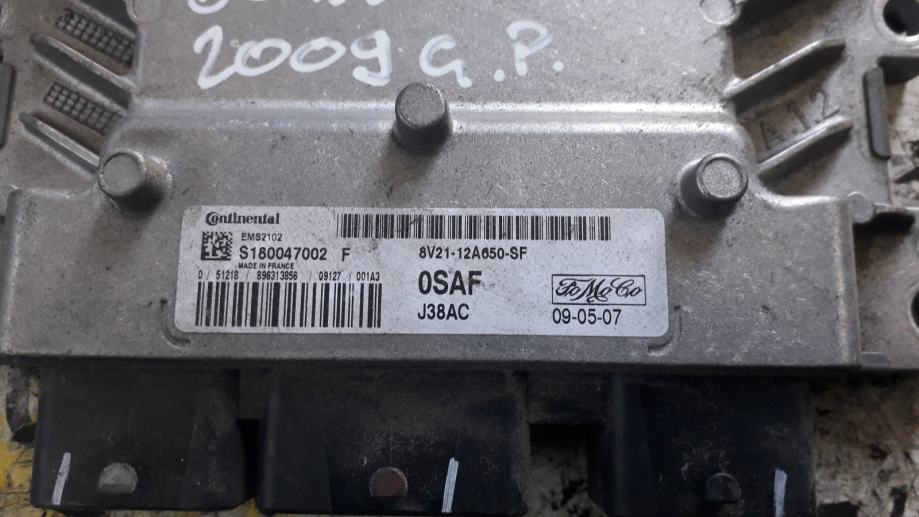 2009 G.P.
A.12
Continental
EMS2102
S180047002 F
MADE IN FRANCE
0 / 51218 / 896313856 / 09127 / 001A3
8V21-12A650-SF
0SAF
J38AC
FoMoCo
09-05-07